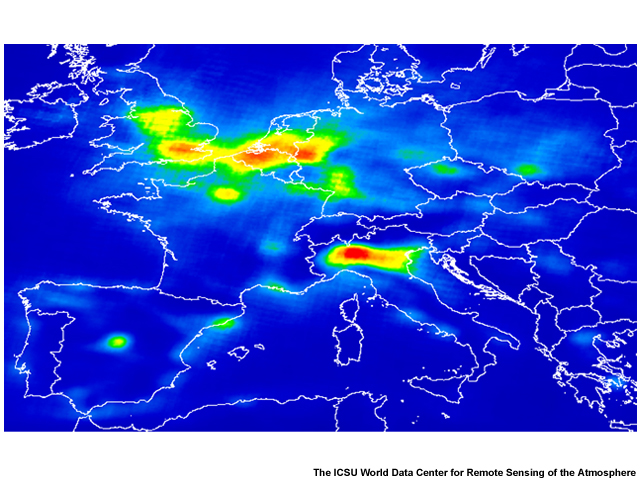 The ICSU World Data Center for Remote Sensing of the Atmosphere